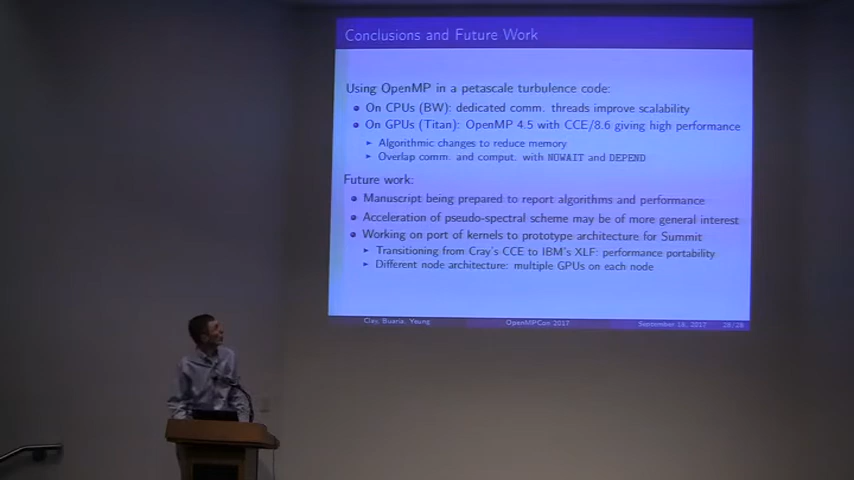 Conclusions and Future Work
Using OpenMP in a petascale turbulence code:
On CPUs (BW): dedicated comm. threads improve scalability
On GPUs (Titan): OpenMP 4.5 with CCE/8.6 giving high performance
Algorithmic changes to reduce memory
Overlap comm. and comput. with NOWAIT and DEPEND
Future work:
Manuscript being prepared to report algorithms and performance
Acceleration of pseudo-spectral scheme may be of more general interest
Working on port of kernels to prototype architecture for Summit
Transitioning from Cray's CCE to IBM's XLF: performance portability
Different node architecture: multiple GPUs on each node
Clay, Buaria, Yeung OpenMPCon 2017 September 18, 2017 28/28